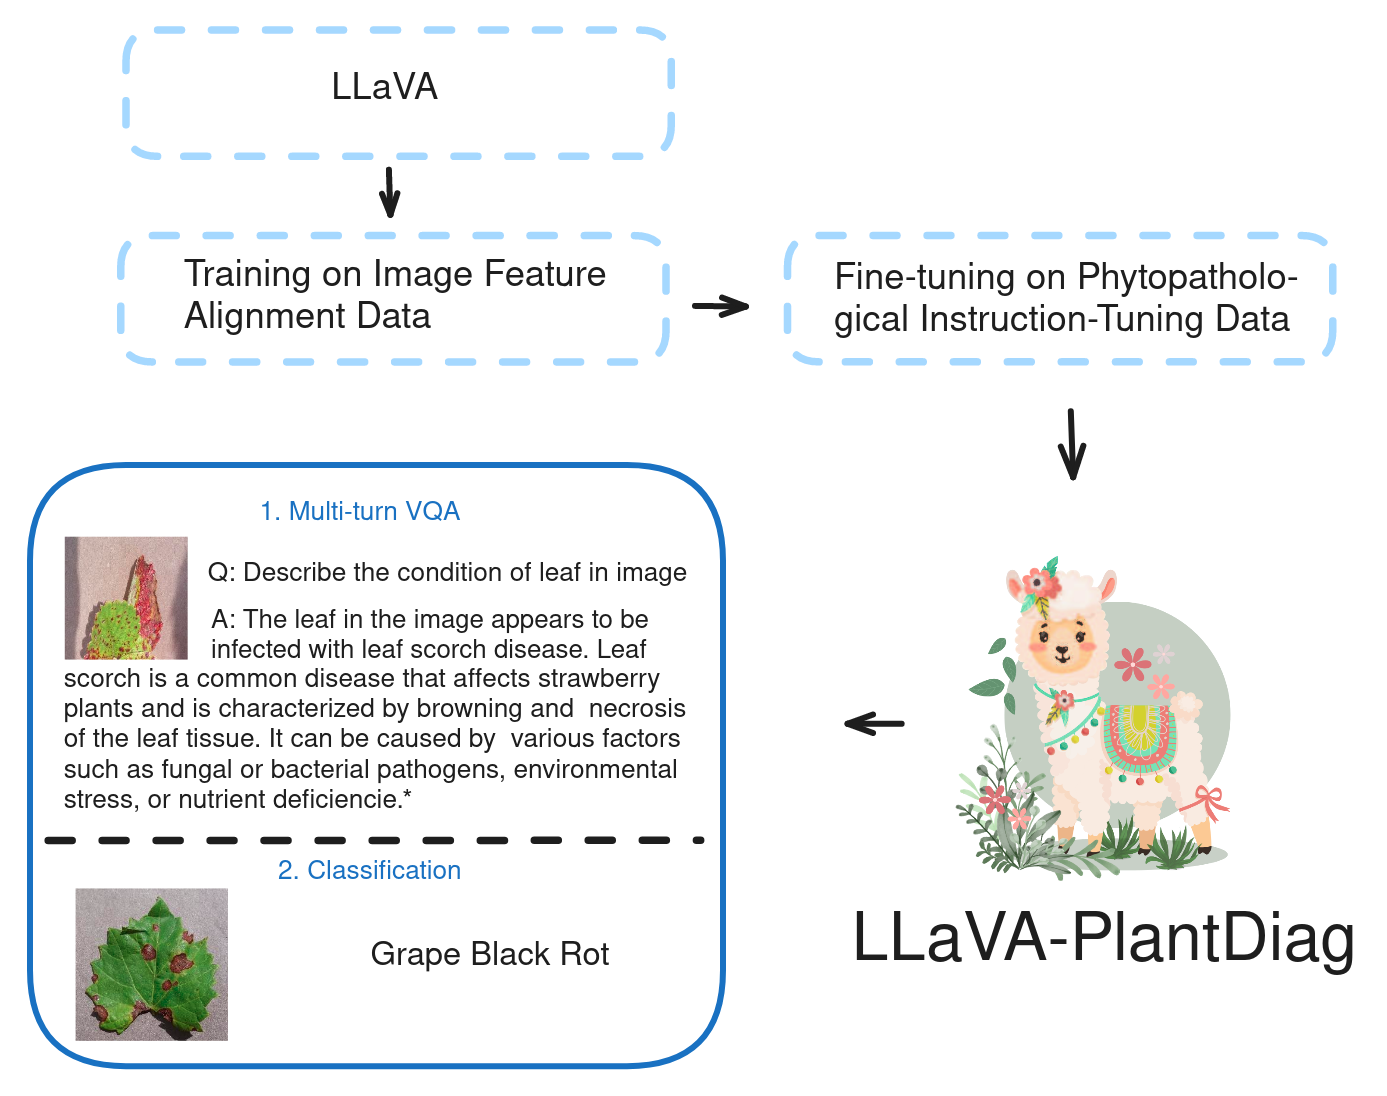 LLaVA
Training on Image Feature
Alignment Data
Fine-tuning on Phytopatholo-
gical Instruction-Tuning Data
1. Multi-turn VQA
Q: Describe the condition of leaf in image
A: The leaf in the image appears to be
infected with leaf scorch disease. Leaf
scorch is a common disease that affects strawberry
plants and is characterized by browning and  necrosis
of the leaf tissue. It can be caused by  various factors
such as fungal or bacterial pathogens, environmental
stress, or nutrient deficiencie.*
2. Classification
Grape Black Rot
LLaVA-PlantDiag